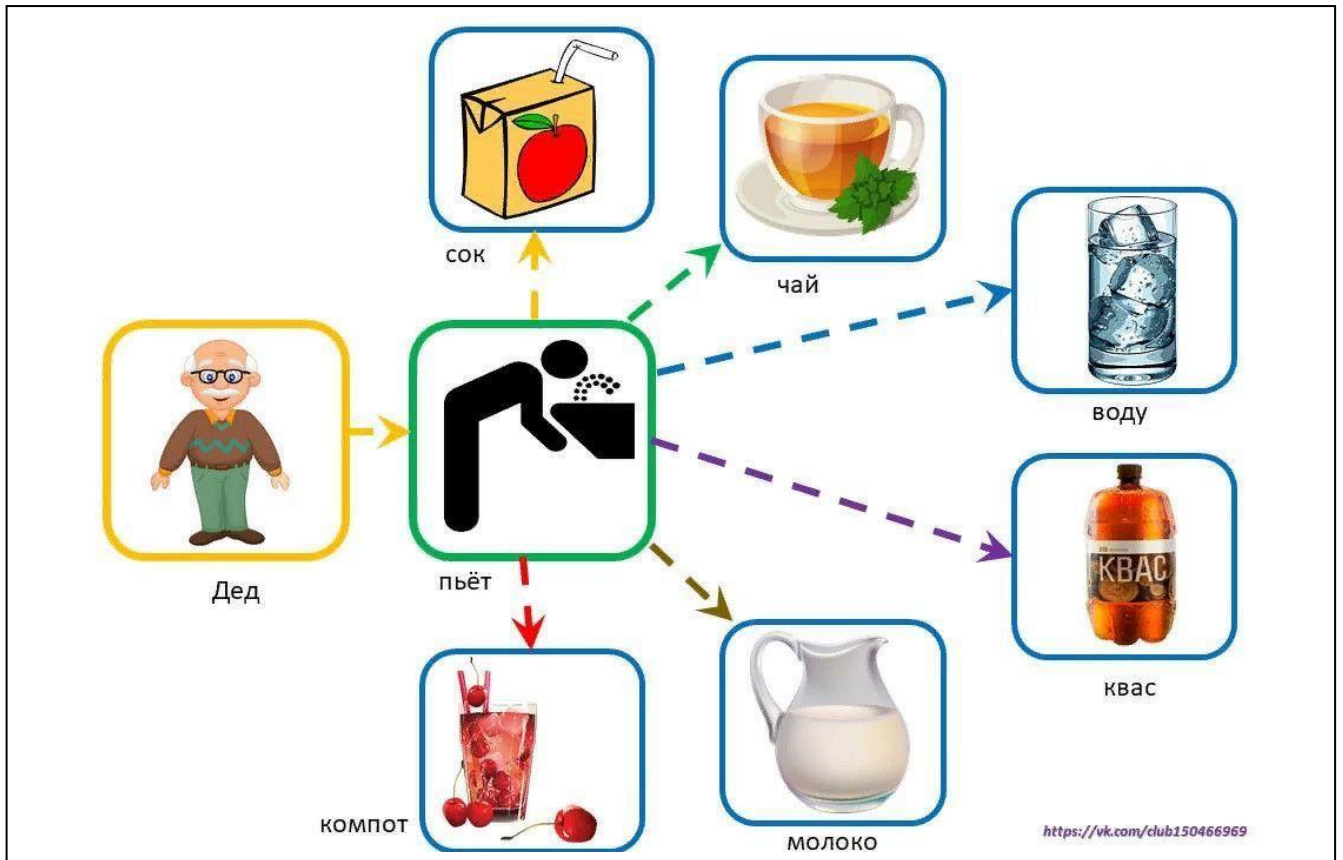 сок
чай
воду
КВАС
Дед
пьёт
квас
компот
молоко
https://vk.com/club150466969